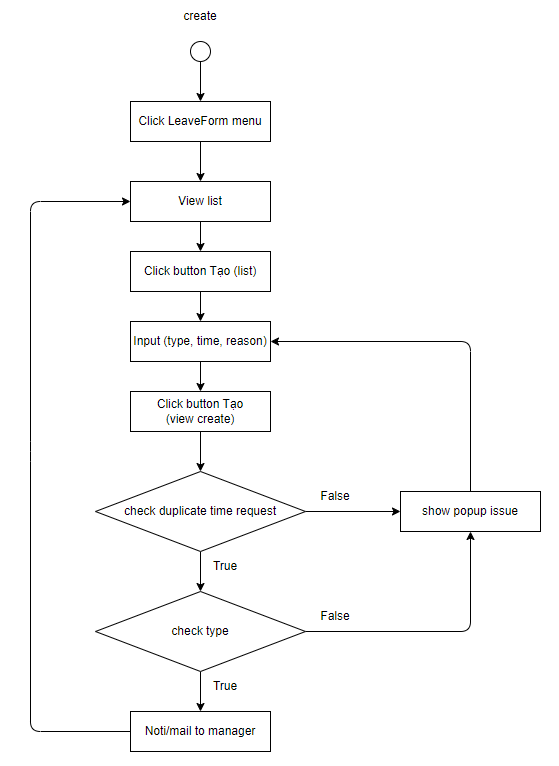 create
Click LeaveForm menu
View list
Click button Tạo (list)
Input (type, time, reason)
Click button Tạo
(view create)
check duplicate time request
False
show popup issue
True
check type
False
True
Noti/mail to manager